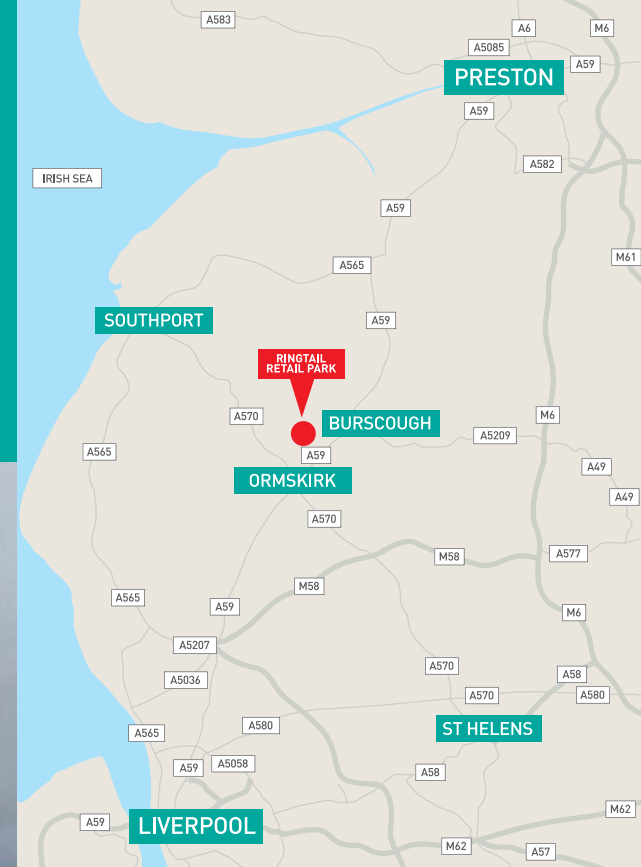 A583
A6
M6
A5085
A59
PRESTON
A59
A582
IRISH SEA
A59
M61
A565
SOUTHPORT
A59
RINGTAIL
RETAIL PARK
A570
M6
BURSCOUGH
A5209
A565
A59
A49
ORMSKIRK
A49
A570
M58
A577
M58
A565
A59
M6
A5207
A570
A58
A5036
A570
A580
A580
ST HELENS
A565
A59
A5058
A58
M62
A59
LIVERPOOL
M62
A57